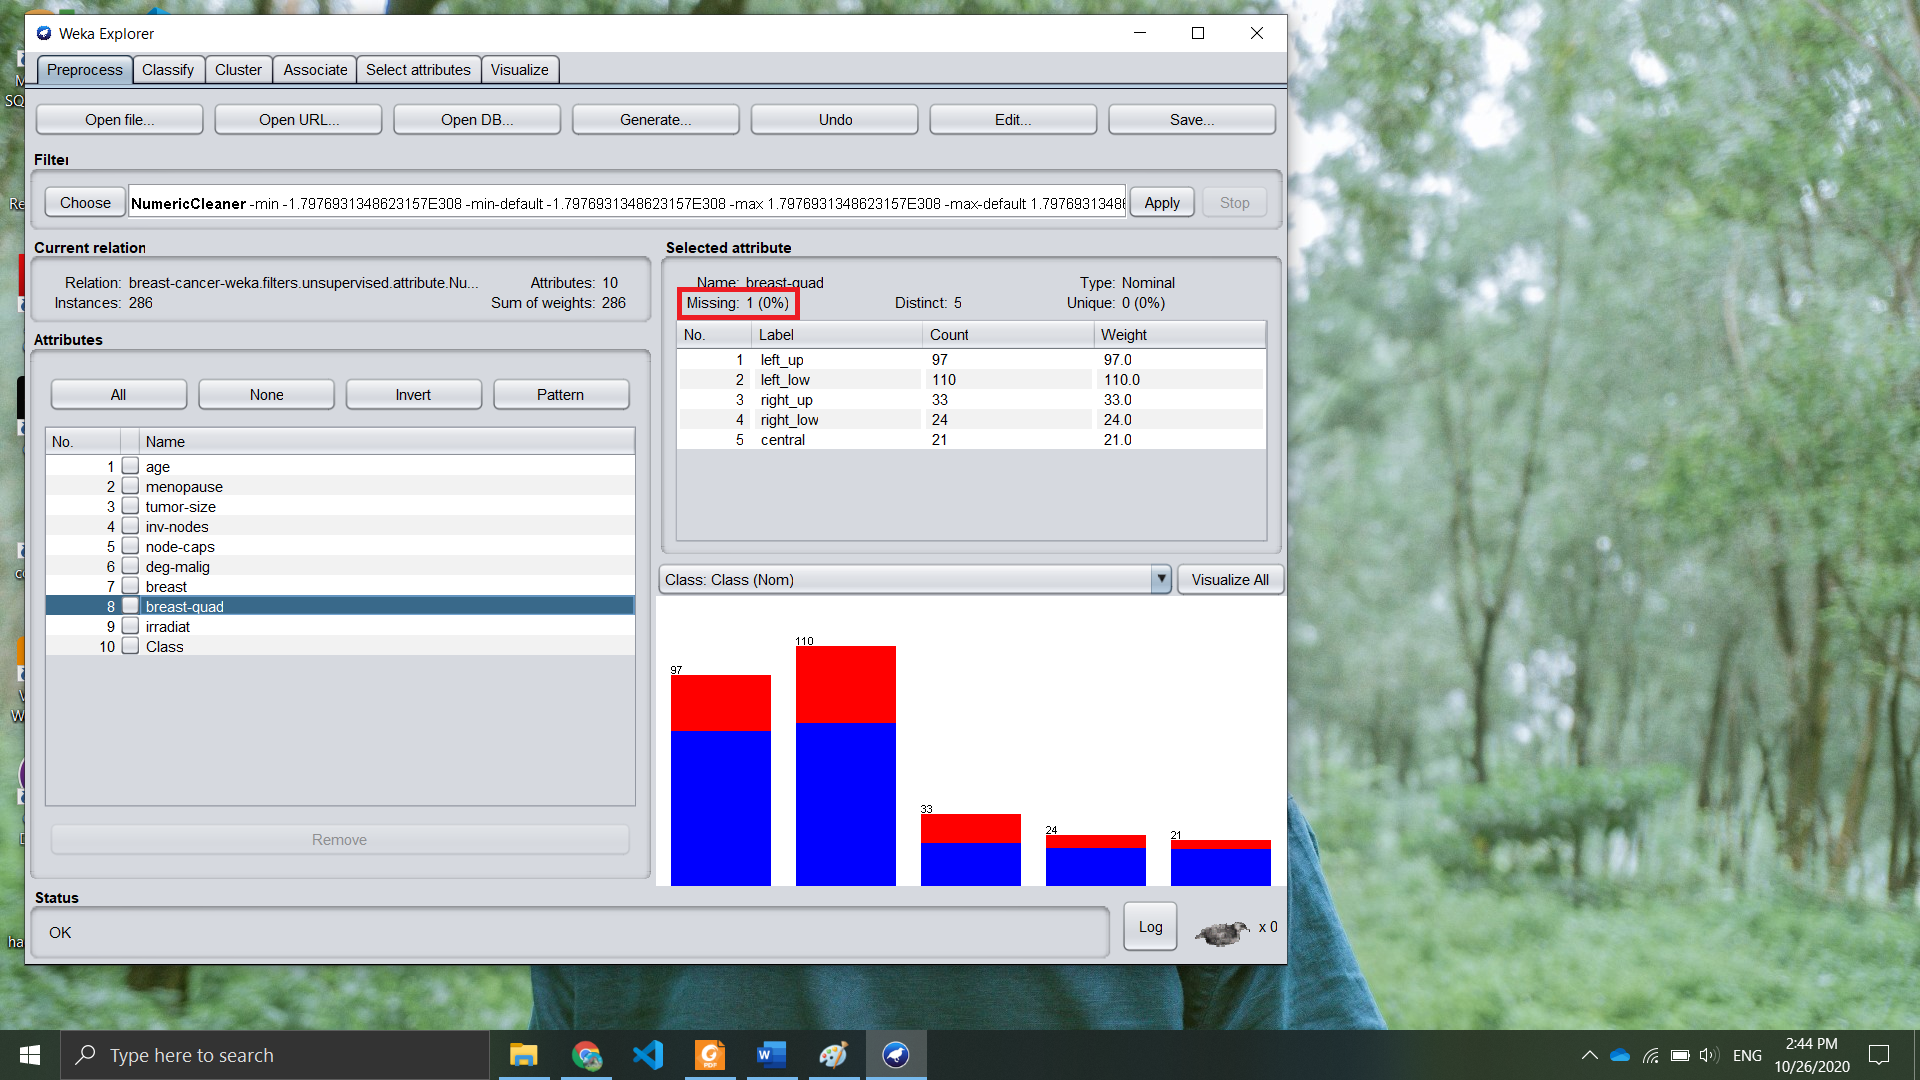 Weka Explorer
Preprocess Classify Cluster Associate Select attributes Visualize
Open file... Open URL... Open DB... Generate... Undo Edit... Save...
Filter
Choose NumericCleaner -min -1.7976931348623157E308 -min-default -1.7976931348623157E308 -max 1.7976931348623157E308 -max-default 1.79769313486 Apply Stop
Current relation
Relation: breast-cancer-weka.filters.unsupervised.attribute.Nu... Attributes: 10
Instances: 286 Sum of weights: 286
Attributes
All None Invert Pattern
No. Name
1 age
2 menopause
3 tumor-size
4 inv-nodes
5 node-caps
6 deg-malig
7 breast
8 breast-quad
9 irradiat
10 Class
Remove
Selected attribute
Name: breast-quad Type: Nominal
Missing: 1 (0%) Distinct: 5 Unique: 0 (0%)
No. Label Count Weight
1 left_up 97 97.0
2 left_low 110 110.0
3 right_up 33 33.0
4 right_low 24 24.0
5 central 21 21.0
Class: Class (Nom) Visualize All
97 110 33 24 21
Status
OK Log x 0
Type here to search ENG 2:44 PM
10/26/2020